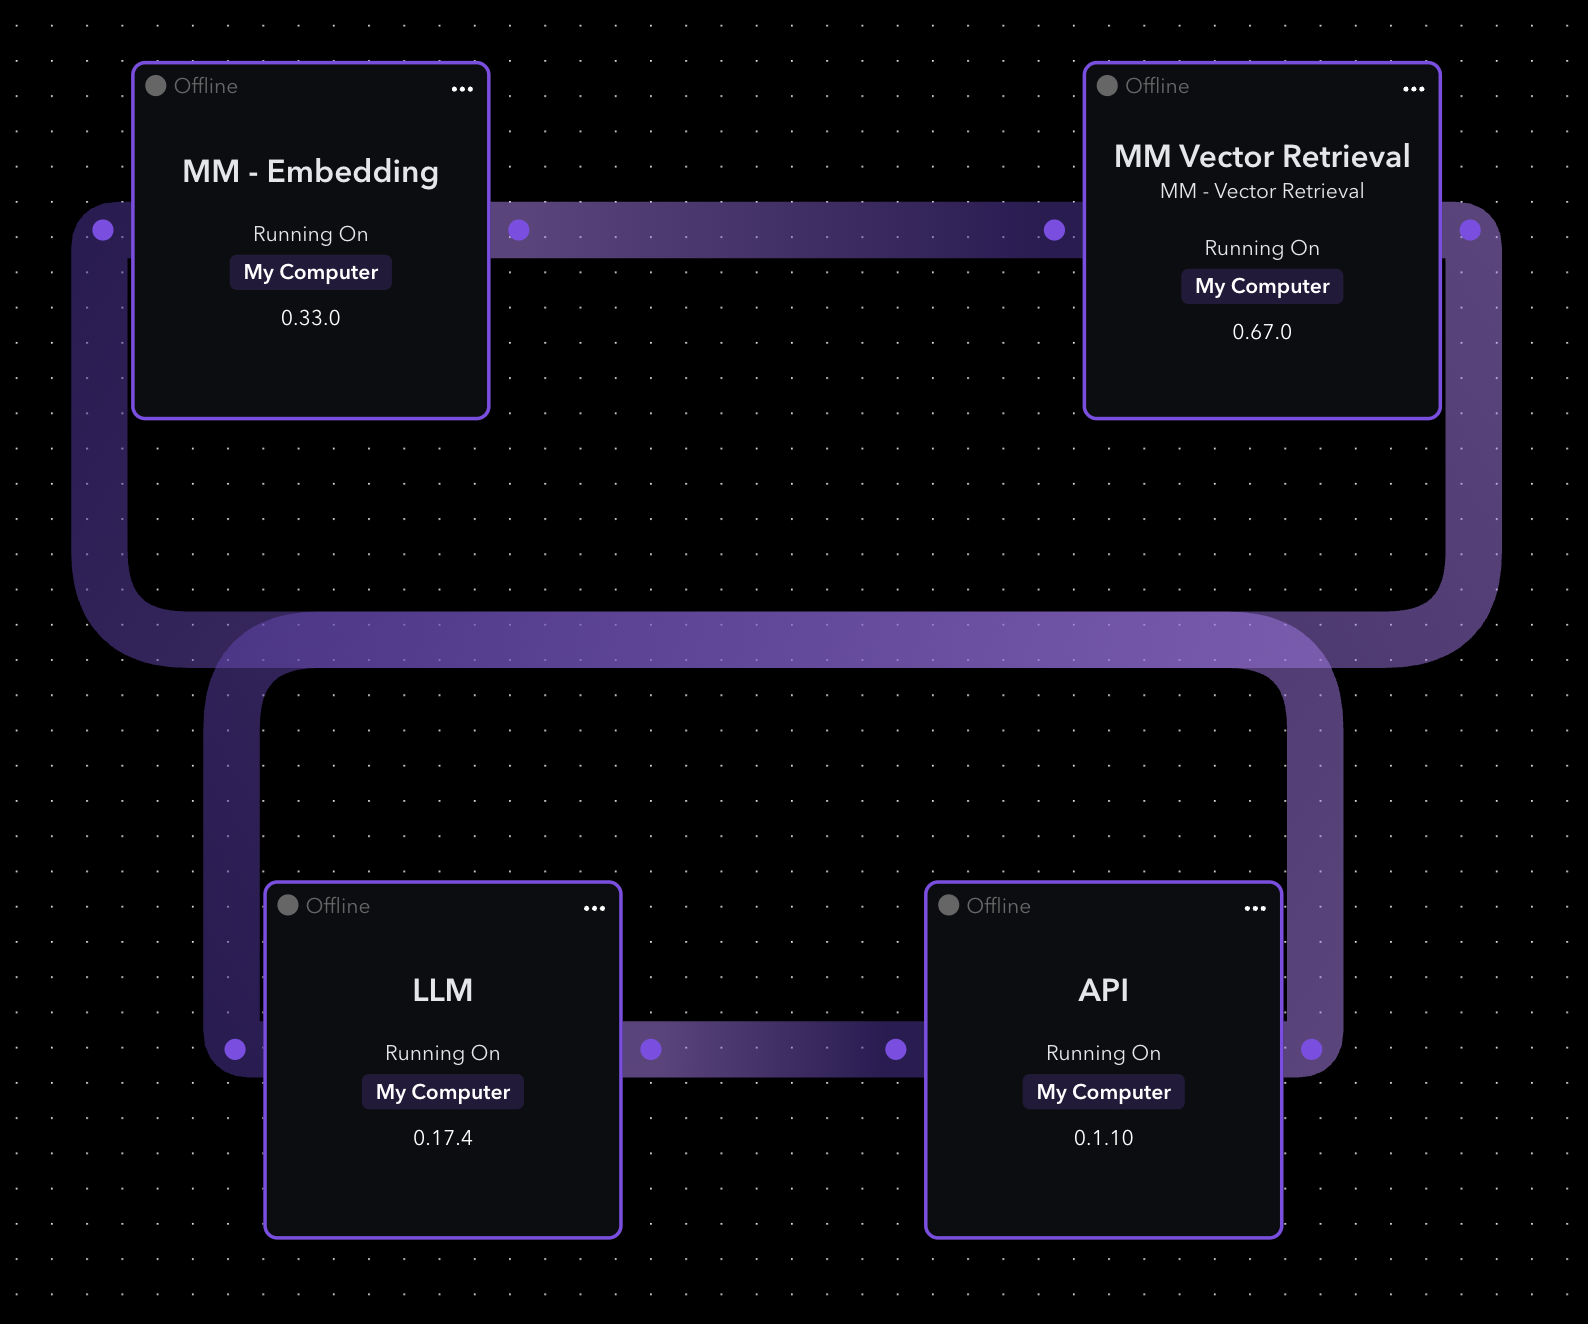 Offline
MM - Embedding
Running On
My Computer
0.33.0
Offline
MM Vector Retrieval
MM - Vector Retrieval
Running On
My Computer
0.67.0
Offline
LLM
Running On
My Computer
0.17.4
Offline
API
Running On
My Computer
0.1.10